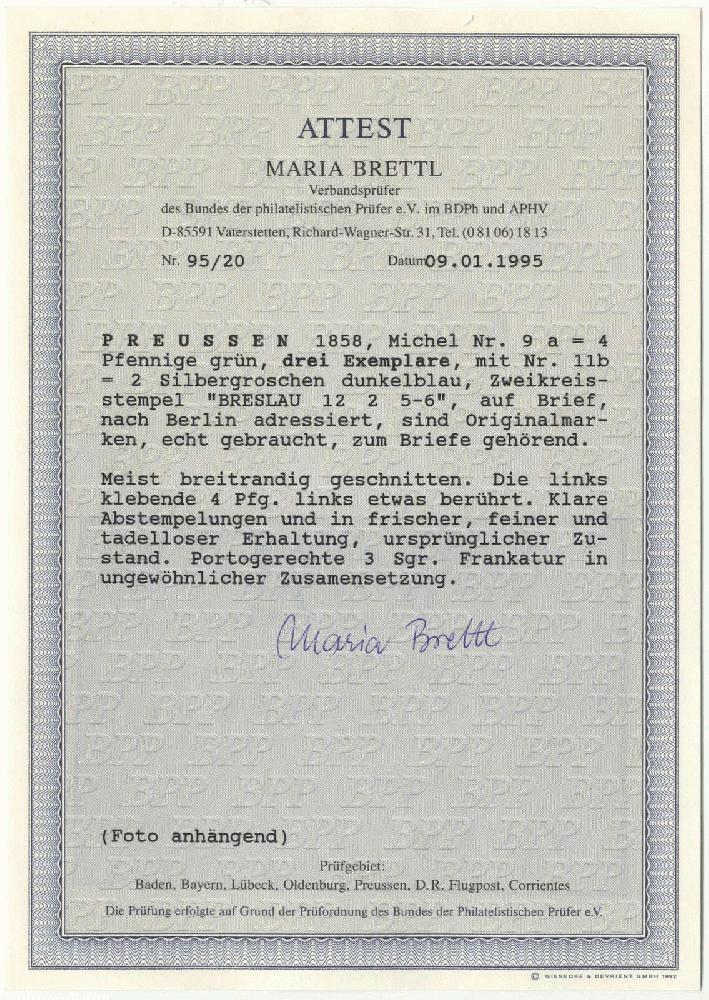 ATTEST
MARIA BRETTL
Verbandsprüfer
des Bundes der philatelistischen Prüfer e.V. im BDPh und APHV
D-85591 Vaterstetten, Richard-Wagner-Str. 31, Tel. (0 81 06) 18 13
Nr. 95/20 Datum 09.01.1995
PREUSSEN 1858, Michel Nr. 9 a = 4
Pfennige grün, drei Exemplare, mit Nr. 11b
= 2 Silbergroschen dunkelblau, Zweikreis-
stempel "BRESLAU 12 2 5-6", auf Brief,
nach Berlin adressiert, sind Originalmar-
ken, echt gebraucht, zum Briefe gehörend.
Meist breitrandig geschnitten. Die links
klebende 4 Pfg. links etwas berührt. Klare
Abstempelungen und in frischer, feiner und
tadelloser Erhaltung, ursprünglicher Zu-
stand. Portogerechte 3 Sgr. Frankatur in
ungewöhnlicher Zusammensetzung.
Maria Brettl
(Foto anhängend)
Prüfgebiet:
Baden, Bayern, Lübeck, Oldenburg, Preussen, D.R. Flugpost, Corrientes
Die Prüfung erfolgte auf Grund der Prüfordnung des Bundes der Philatelistischen Prüfer e.V.
© GIESECKE & DEVRIENT GMBH 1992